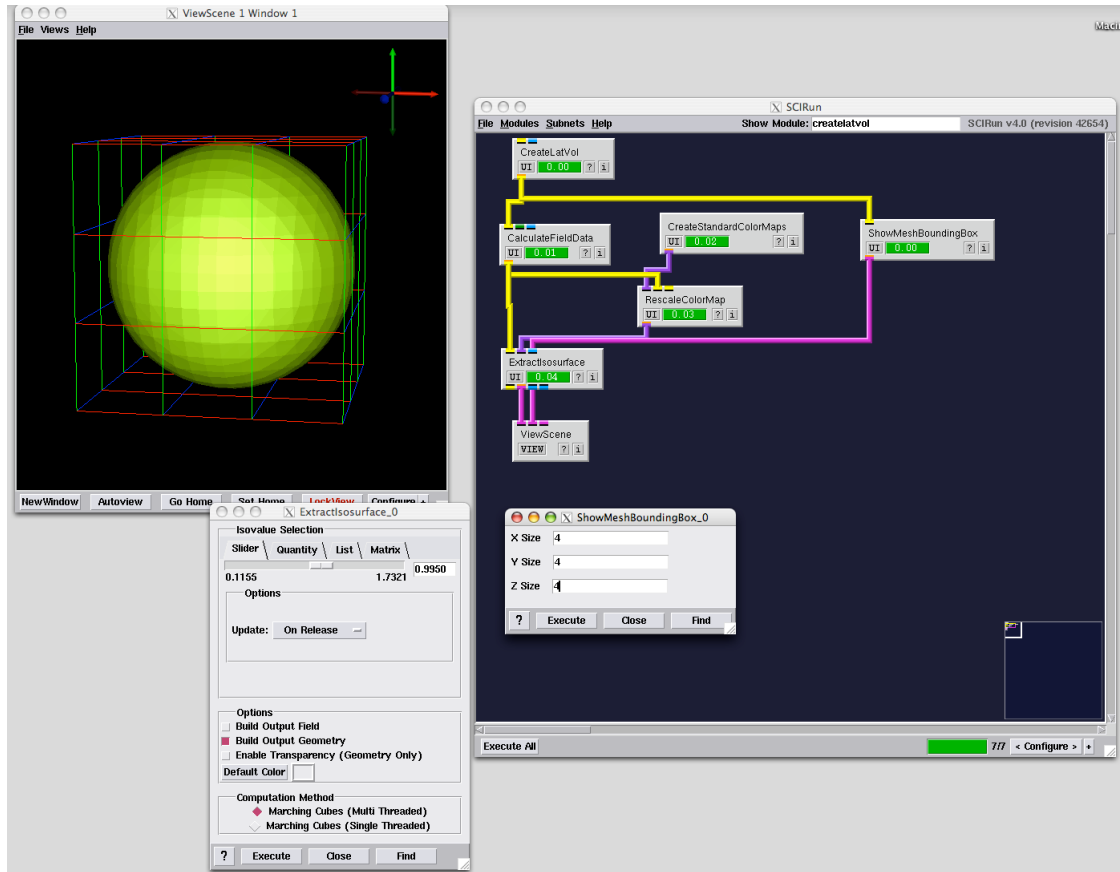 ViewScene 1 Window 1
File Views Help
NewWindow Autoview Go Home Set Home LockView Configure +
SCIRun
File Modules Subnets Help Show Module: createlatvol SCIRun v4.0 (revision 42654)
CreateLatVol
UI 0.00 ? i
CalculateFieldData
UI 0.01 ? i
CreateStandardColorMaps
UI 0.02 ? i
ShowMeshBoundingBox
UI 0.00 ? i
RescaleColorMap
UI 0.03 ? i
ExtractIsosurface
UI 0.04 ? i
ViewScene
VIEW ? i
ShowMeshBoundingBox_0
X Size 4
Y Size 4
Z Size 4
? Execute Close Find
Execute All 7/7 < Configure > +
ExtractIsosurface_0
Isovalue Selection
Slider Quantity List Matrix
0.1155 1.7321 0.9950
Options
Update: On Release
Options
Build Output Field
Build Output Geometry
Enable Transparency (Geometry Only)
Default Color
Computation Method
Marching Cubes (Multi Threaded)
Marching Cubes (Single Threaded)
? Execute Close Find